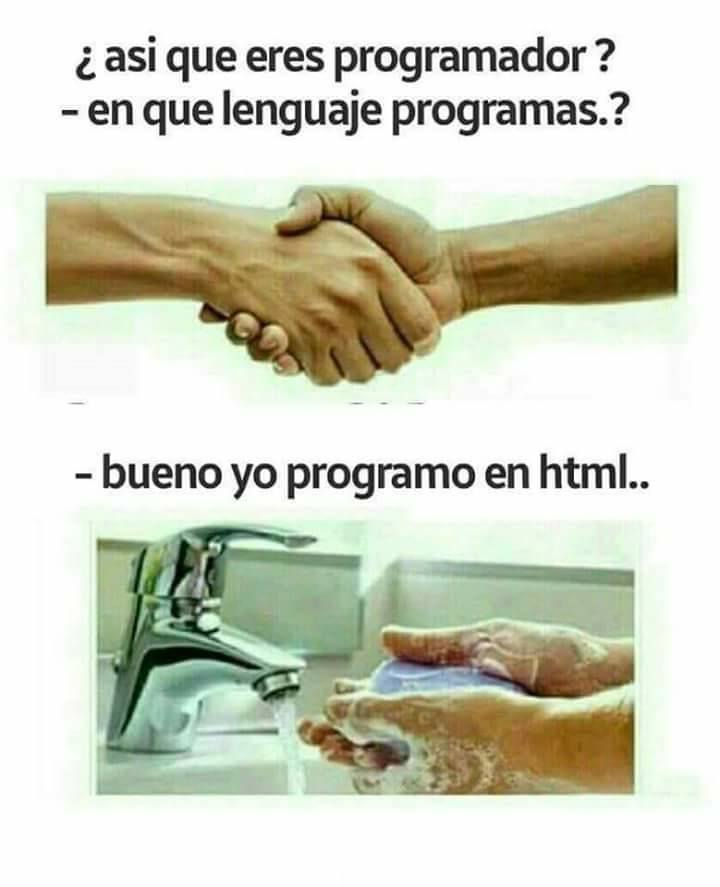 ¿ asi que eres programador ?
- en que lenguaje programas.?
- bueno yo programo en html..